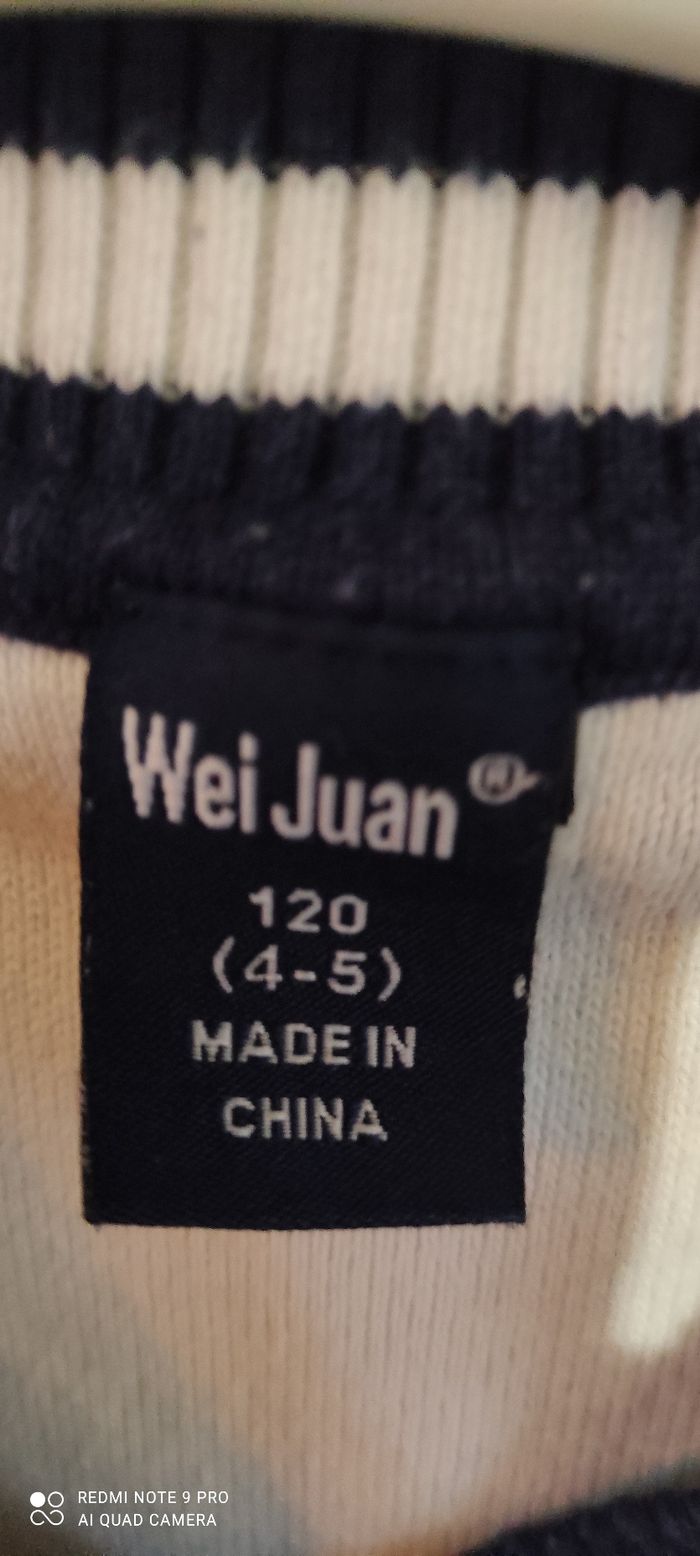 Wei Juan ®
120
(4-5)
MADE IN
CHINA
REDMI NOTE 9 PRO
AI QUAD CAMERA